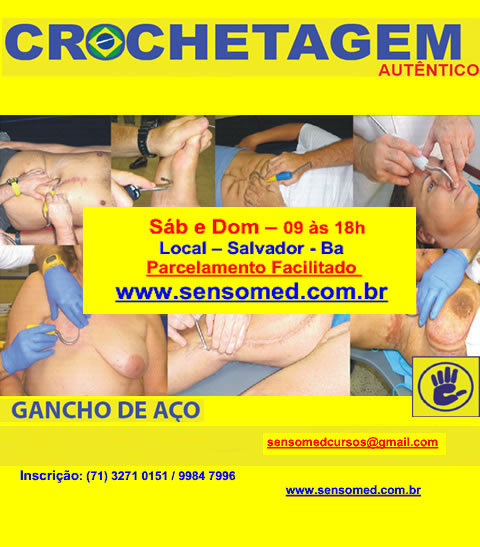 CROCHETAGEM
AUTÊNTICO
Sáb e Dom – 09 às 18h
Local – Salvador - Ba
Parcelamento Facilitado
www.sensomed.com.br
GANCHO DE AÇO
sensomedcursos@gmail.com
Inscrição: (71) 3271 0151 / 9984 7996
www.sensomed.com.br